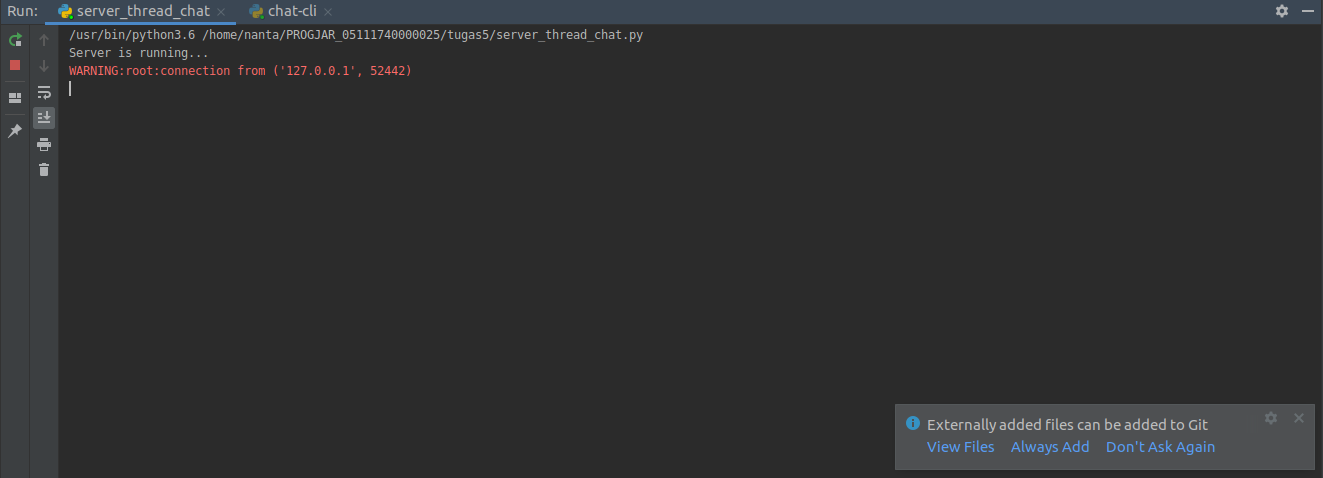 Run: server_thread_chat chat-cli
/usr/bin/python3.6 /home/nanta/PROGJAR_05111740000025/tugas5/server_thread_chat.py
Server is running...
WARNING:root:connection from ('127.0.0.1', 52442)
Externally added files can be added to Git
View Files Always Add Don't Ask Again